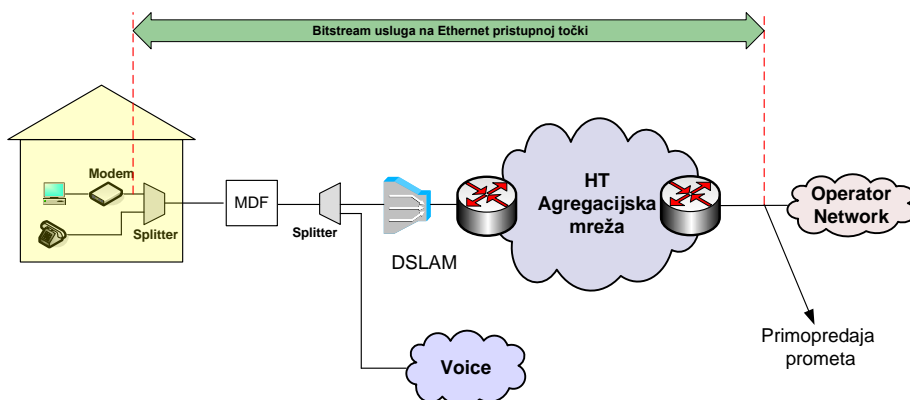 Bitstream usluga na Ethernet pristupnoj točki
Modem
Splitter
MDF
Splitter
DSLAM
HT
Agregacijska
mreža
Operator
Network
Voice
Primopredaja
prometa